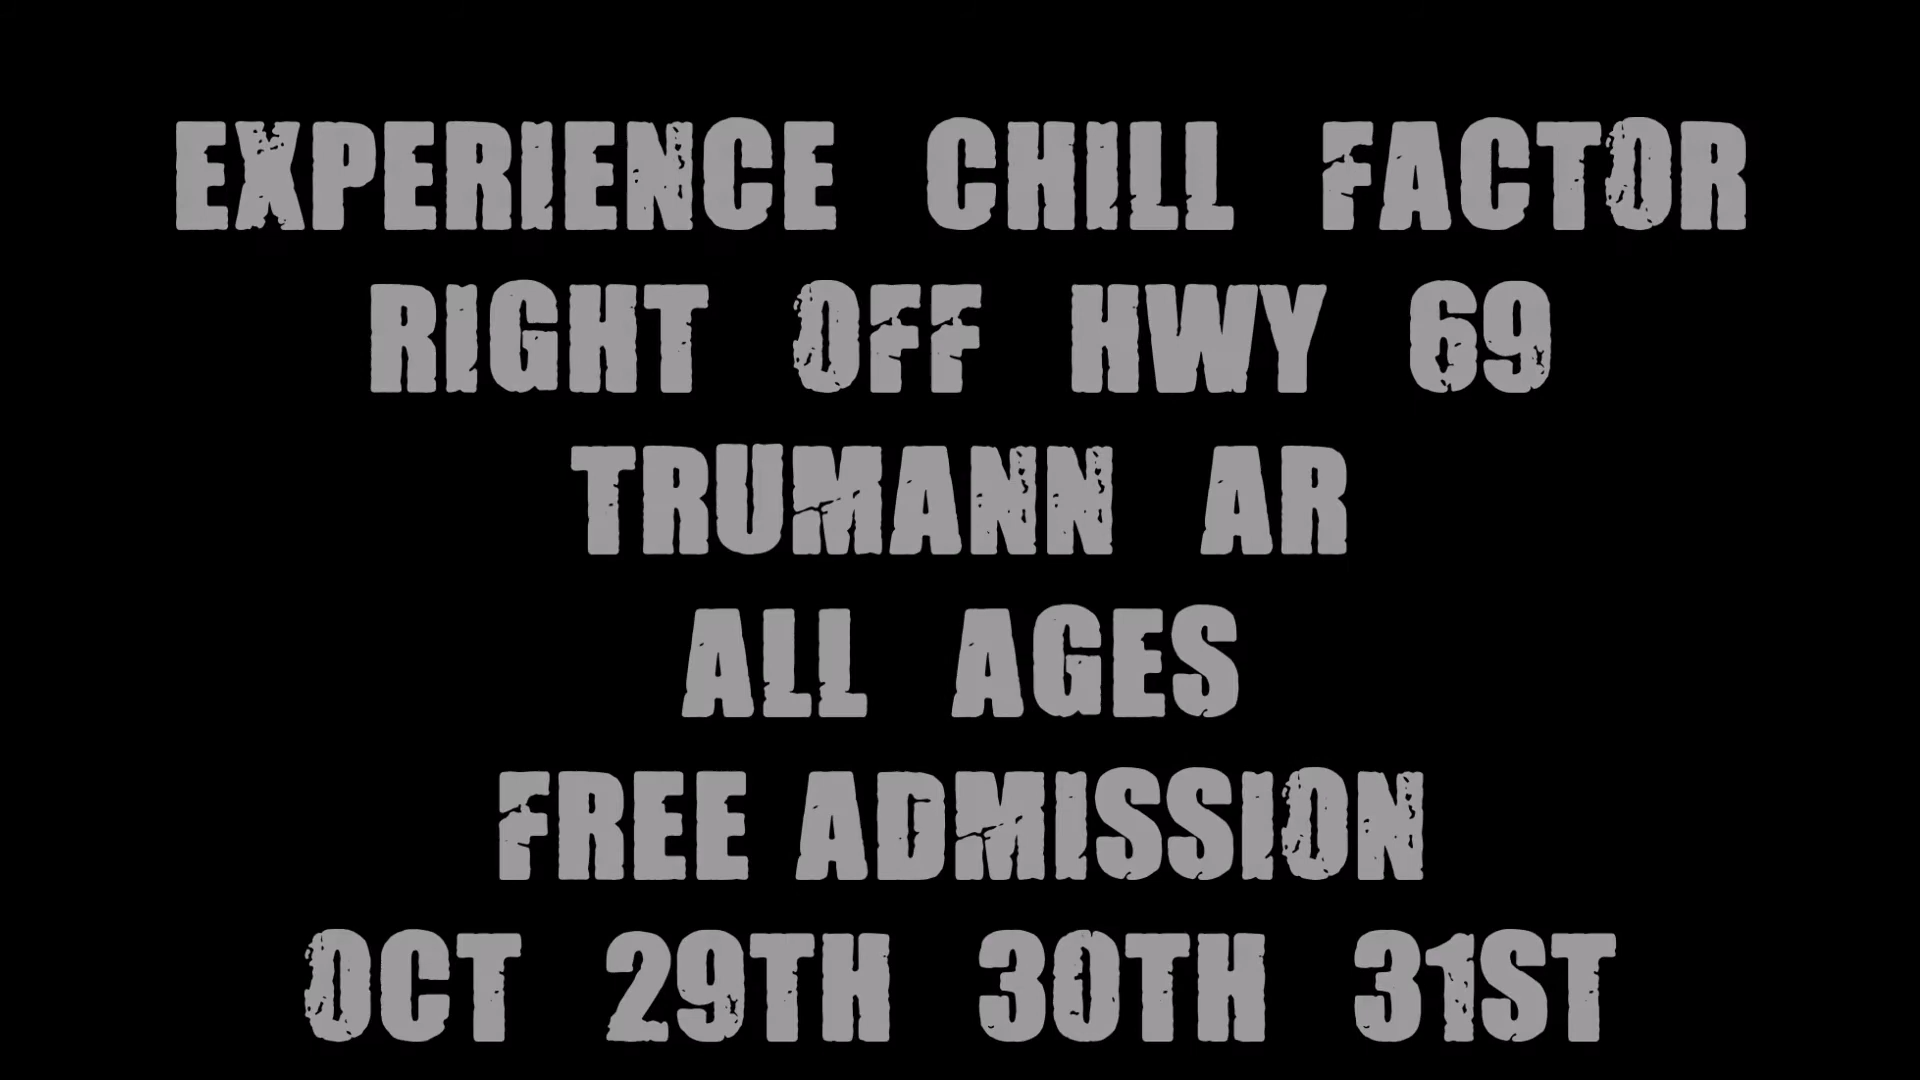 EXPERIENCE CHILL FACTOR
RIGHT OFF HWY 69
TRUMANN AR
ALL AGES
FREE ADMISSION
OCT 29TH 30TH 31ST